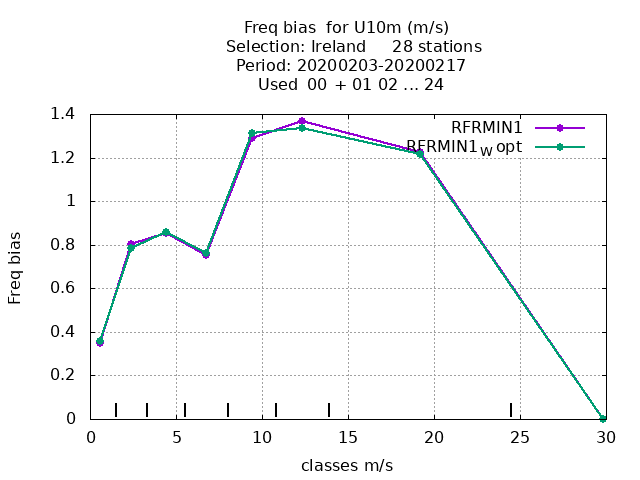 Freq bias  for U10m (m/s)
Selection: Ireland     28 stations
Period: 20200203-20200217
Used  00 + 01 02 ... 24
RFRMIN1
RFRMIN1W opt
1.4
1.2
1
0.8
0.6
0.4
0.2
0
Freq bias
0 5 10 15 20 25 30
classes m/s